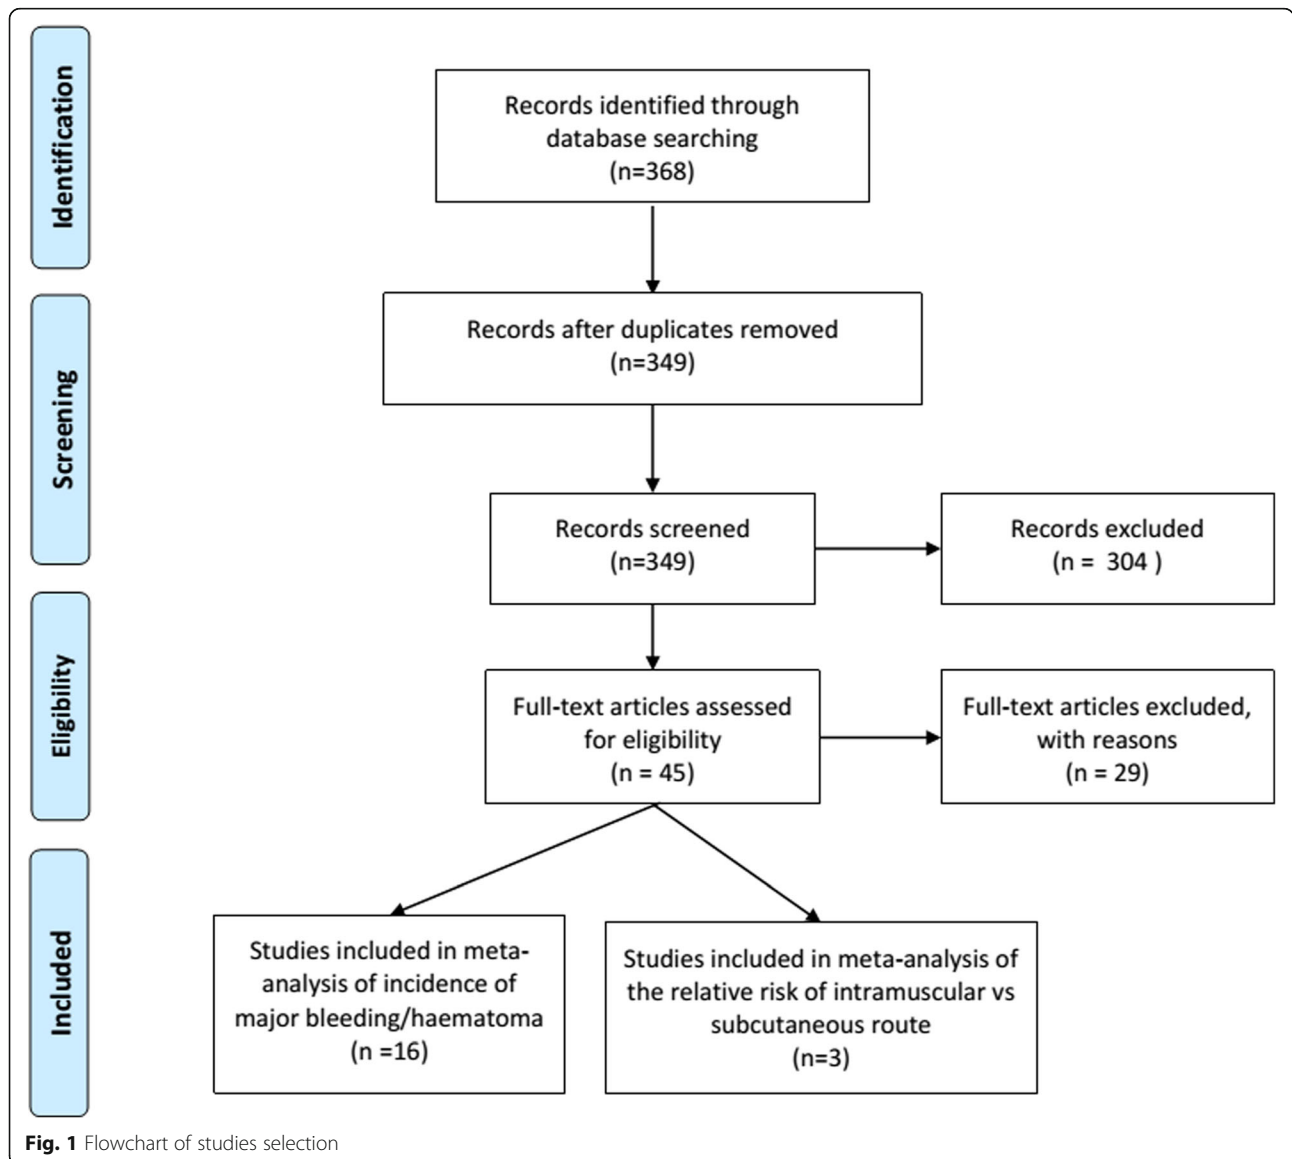 Identification
Records identified through
database searching
(n=368)
Screening
Records after duplicates removed
(n=349)
Records screened
(n=349)
Records excluded
(n = 304 )
Eligibility
Full-text articles assessed
for eligibility
(n = 45)
Full-text articles excluded,
with reasons
(n = 29)
Included
Studies included in meta-
analysis of incidence of
major bleeding/haematoma
(n =16)
Studies included in meta-analysis of
the relative risk of intramuscular vs
subcutaneous route
(n=3)
Fig. 1 Flowchart of studies selection